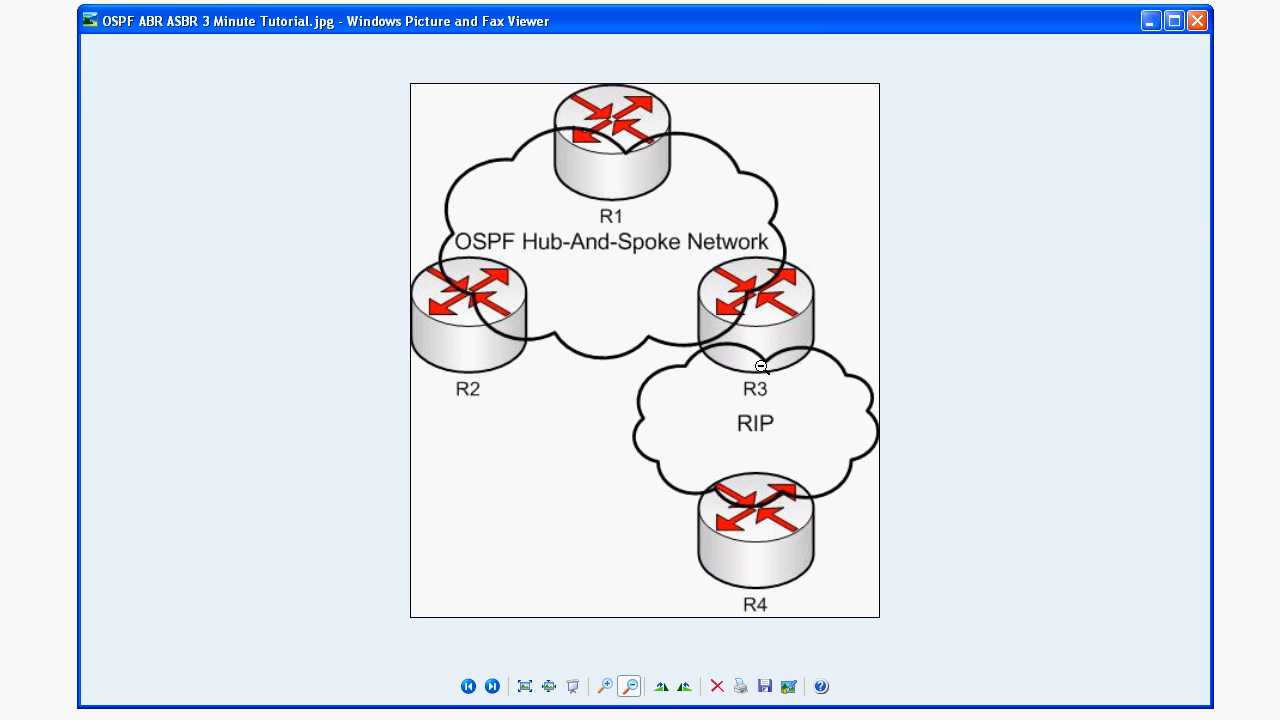 OSPF ABR ASBR 3 Minute Tutorial.jpg - Windows Picture and Fax Viewer
R1
OSPF Hub-And-Spoke Network
R2
R3
RIP
R4